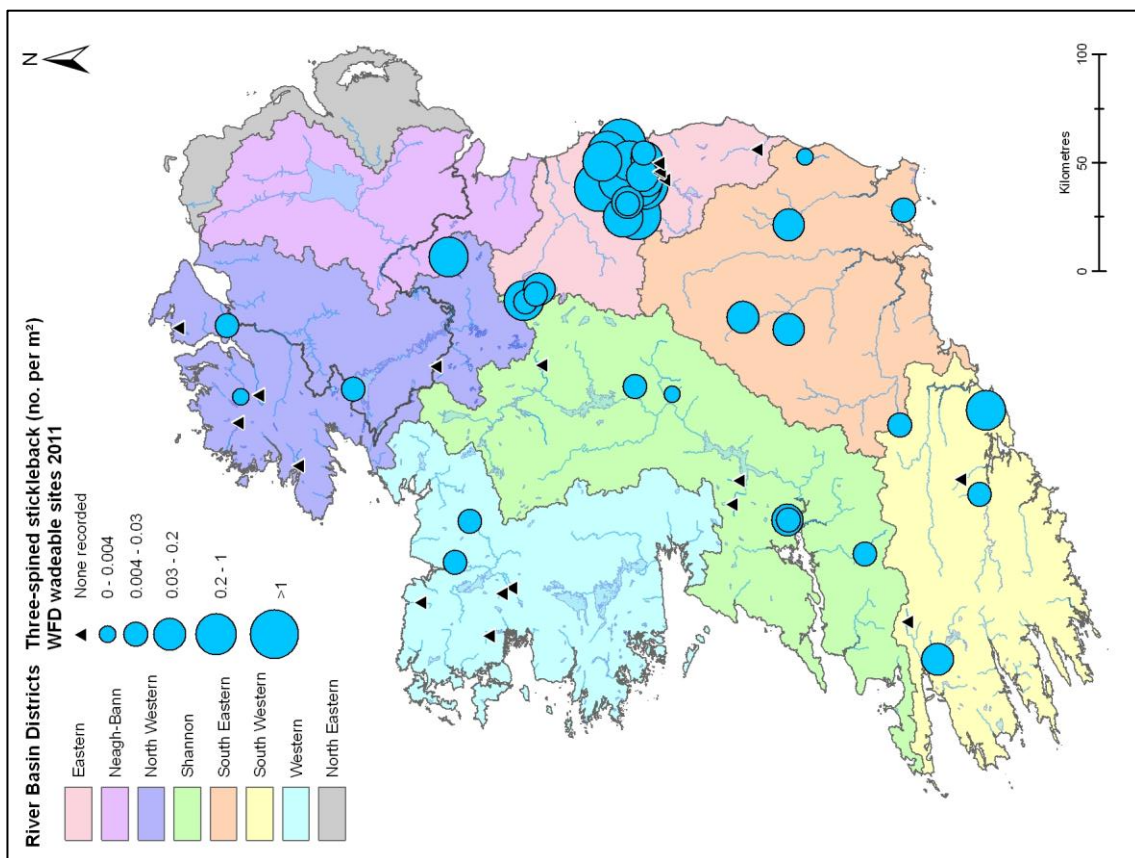 River Basin Districts
Eastern
Neagh-Bann
North Western
Shannon
South Eastern
South Western
Western
North Eastern
Three-spined stickleback (no. per m²)
WFD wadeable sites 2011
None recorded
0 - 0.004
0.004 - 0.03
0.03 - 0.2
0.2 - 1
>1
N
0 50 100
Kilometres